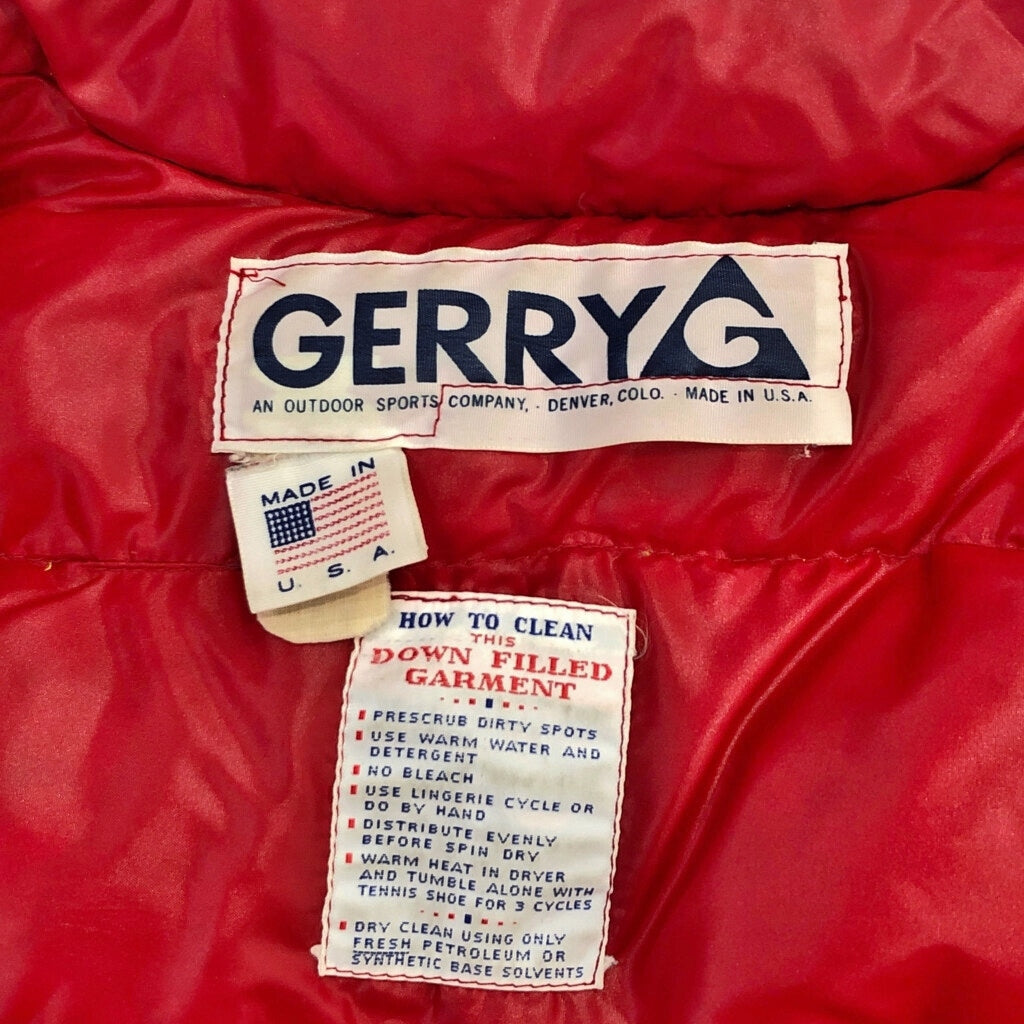 GERRY G
AN OUTDOOR SPORTS COMPANY, · DENVER, COLO. · MADE IN U.S.A.
MADE IN
U. S. A.
HOW TO CLEAN
THIS
DOWN FILLED
GARMENT
PRESCRUB DIRTY SPOTS
USE WARM WATER AND
DETERGENT
NO BLEACH
USE LINGERIE CYCLE OR
DO BY HAND
DISTRIBUTE EVENLY
BEFORE SPIN DRY
WARM HEAT IN DRYER
AND TUMBLE ALONE WITH
TENNIS SHOE FOR 3 CYCLES
DRY CLEAN USING ONLY
FRESH PETROLEUM OR
SYNTHETIC BASE SOLVENTS